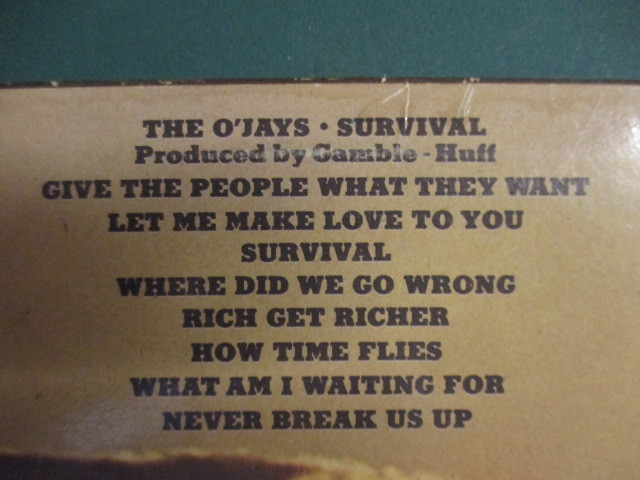 THE O'JAYS • SURVIVAL
Produced by Gamble - Huff
GIVE THE PEOPLE WHAT THEY WANT
LET ME MAKE LOVE TO YOU
SURVIVAL
WHERE DID WE GO WRONG
RICH GET RICHER
HOW TIME FLIES
WHAT AM I WAITING FOR
NEVER BREAK US UP